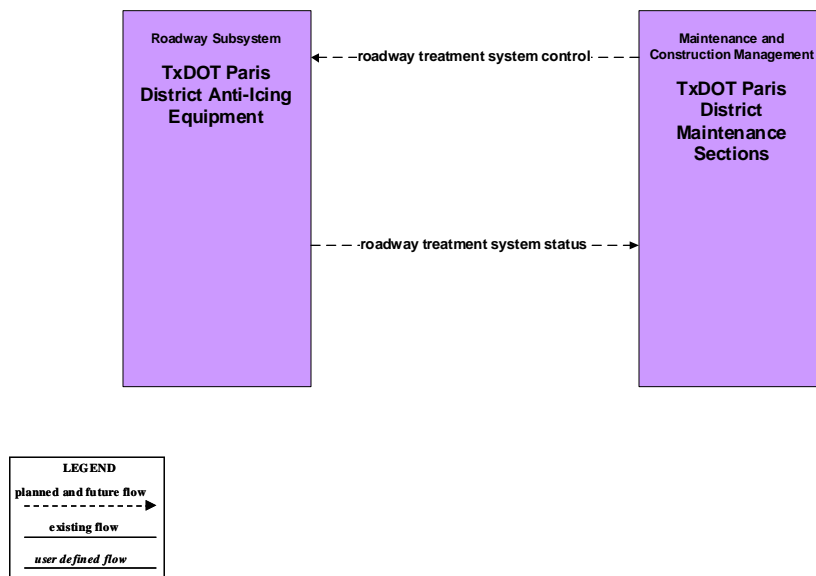 Roadway Subsystem
TxDOT Paris
District Anti-Icing
Equipment
Maintenance and
Construction Management
TxDOT Paris
District
Maintenance
Sections
roadway treatment system control
roadway treatment system status
LEGEND
planned and future flow
existing flow
user defined flow